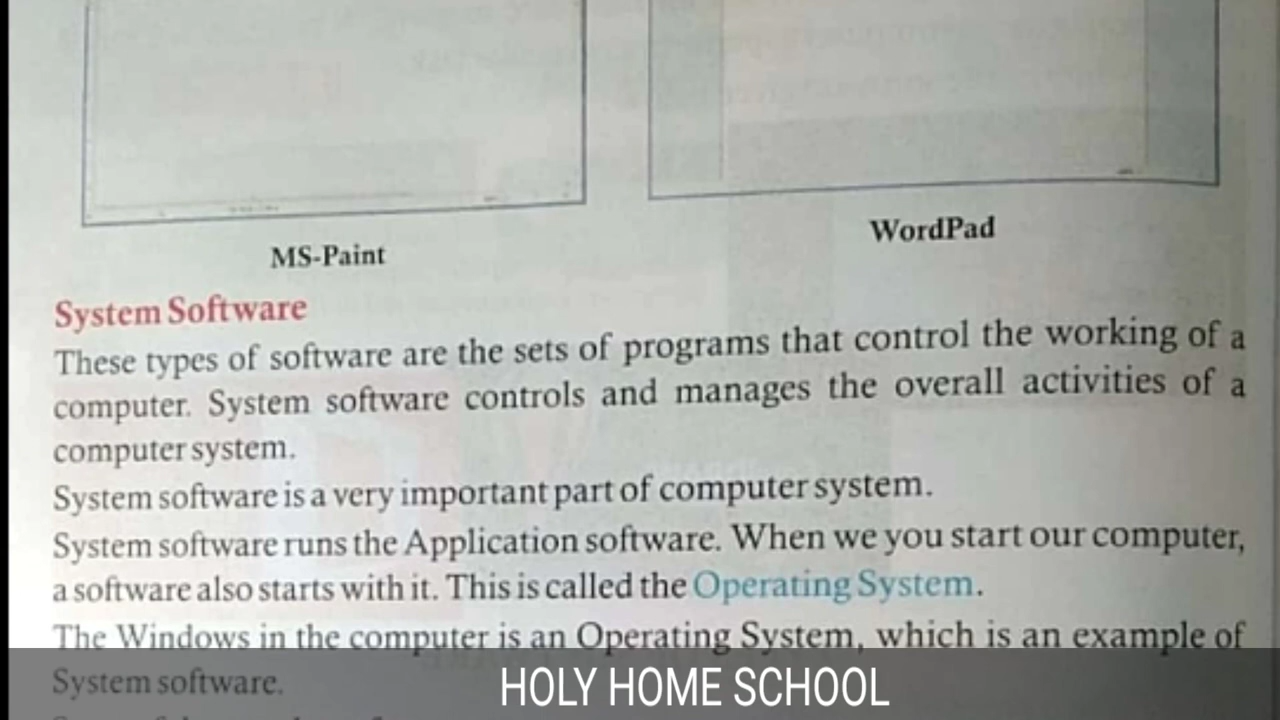 MS-Paint
WordPad
System Software
These types of software are the sets of programs that control the working of a
computer. System software controls and manages the overall activities of a
computer system.
System software is a very important part of computer system.
System software runs the Application software. When we you start our computer,
a software also starts with it. This is called the Operating System.
The Windows in the computer is an Operating System, which is an example of
System software.
HOLY HOME SCHOOL